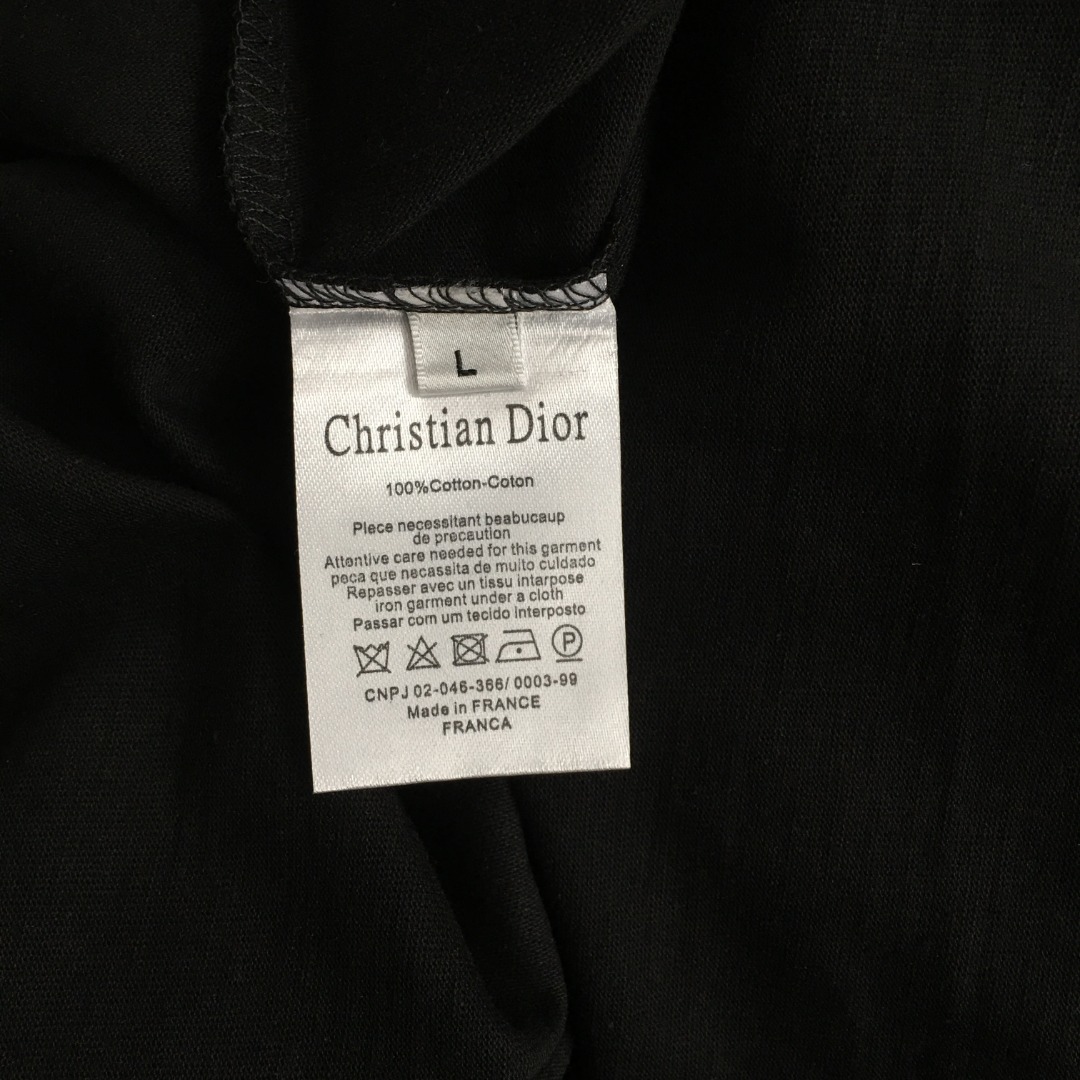 L
Christian Dior
100%Cotton-Coton
Plece necessitant beabucaup
de precaution
Attentive care needed for this garment
peca que necassita de muito culdado
Repasser avec un tissu intarpose
iron garment under a cloth
Passar com um tecido interposto
P
CNPJ 02-046-366/ 0003-99
Made in FRANCE
FRANCA